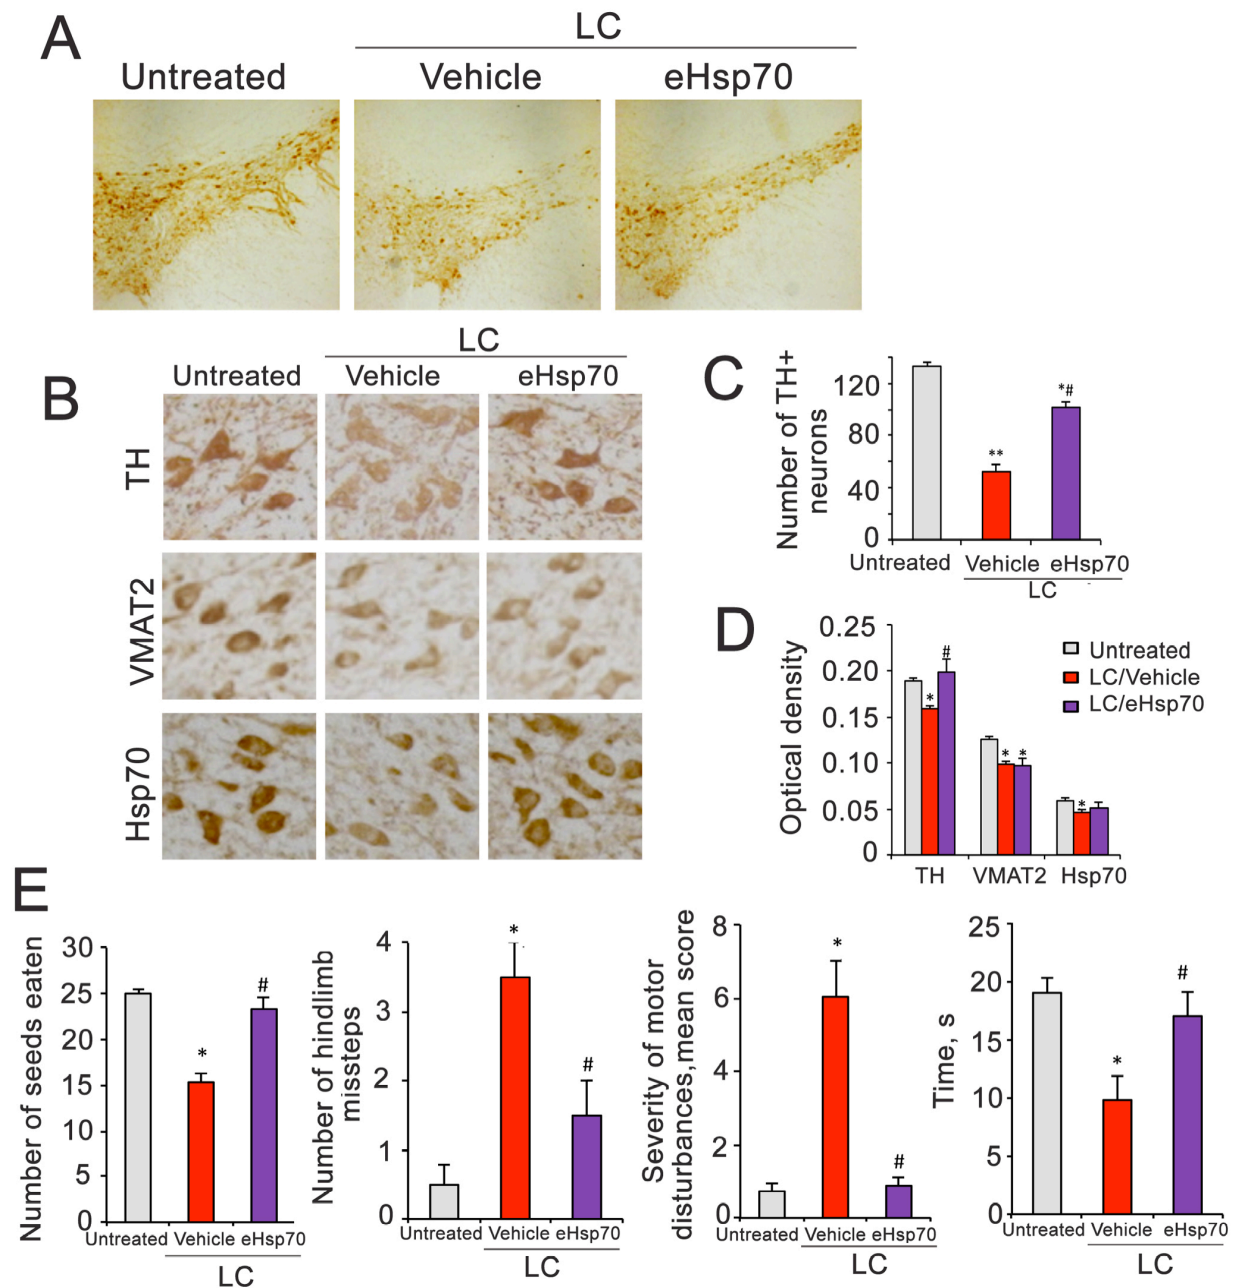 A
LC
Untreated
Vehicle
eHsp70
B
LC
Untreated
Vehicle
eHsp70
TH
VMAT2
Hsp70
C
Number of TH+
neurons
120
80
40
0
**
*#
Untreated
Vehicle
eHsp70
LC
D
Optical density
0.25
0.20
0.15
0.10
0.05
0
*
#
* *
*
Untreated
LC/Vehicle
LC/eHsp70
TH
VMAT2
Hsp70
E
Number of seeds eaten
30
25
20
15
10
5
0
*
#
Untreated Vehicle eHsp70
LC
Number of hindlimb
missteps
4
3
2
1
0
*
#
Untreated Vehicle eHsp70
LC
Severity of motor
disturbances,mean score
8
6
4
2
0
*
#
Untreated Vehicle eHsp70
LC
Time, s
25
20
15
10
5
0
*
#
Untreated Vehicle eHsp70
LC